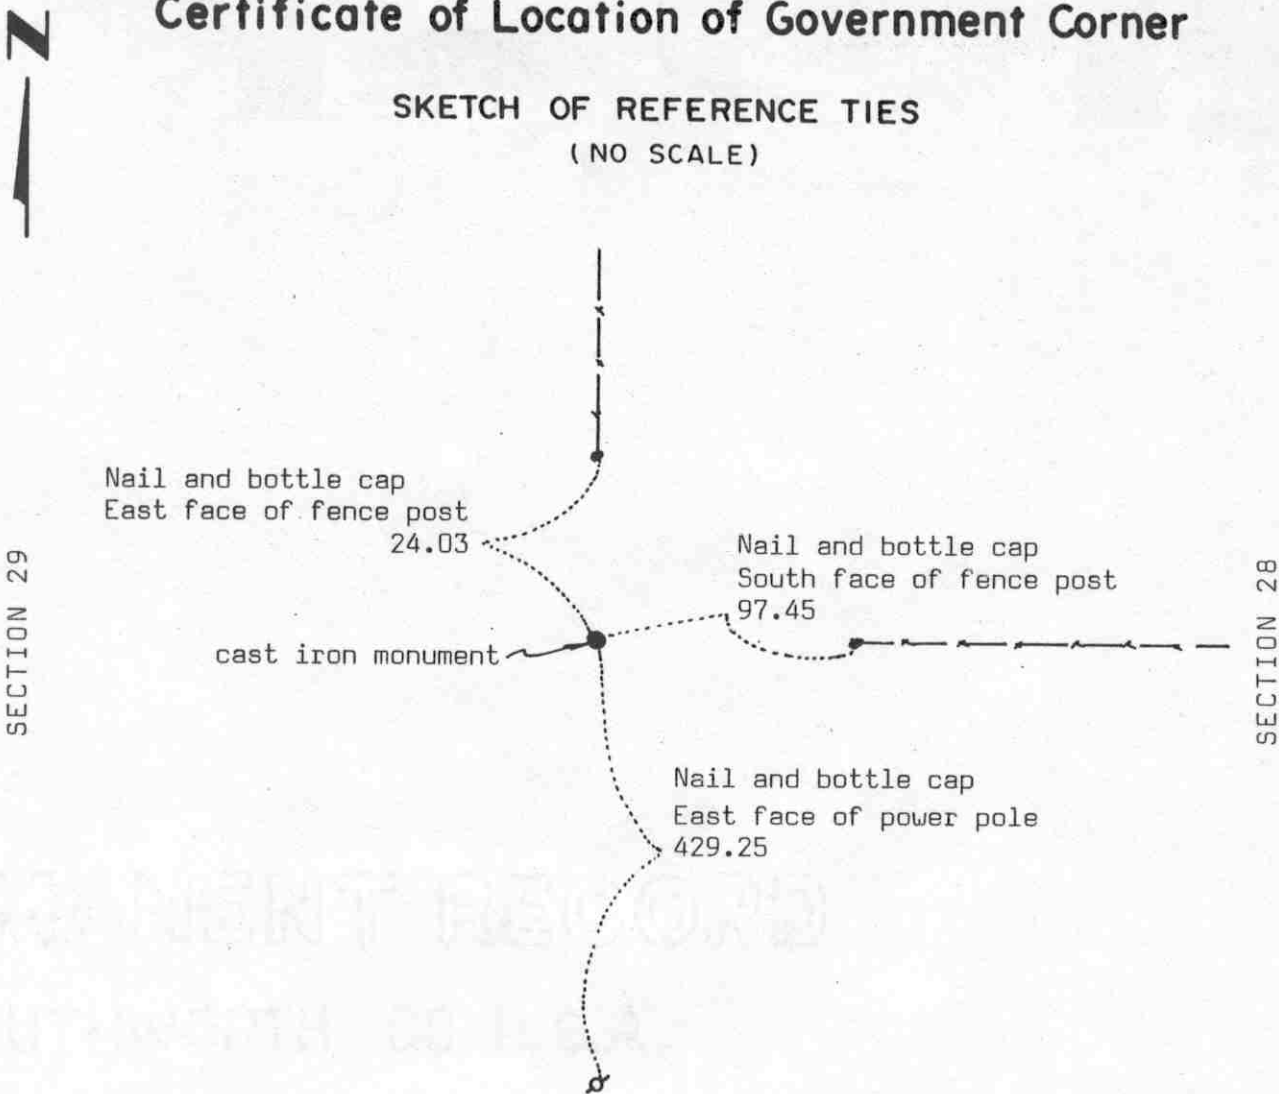 Certificate of Location of Government Corner
N
SKETCH OF REFERENCE TIES
(NO SCALE)
Nail and bottle cap
East face of fence post
24.03
Nail and bottle cap
South face of fence post
97.45
SECTION 29
SECTION 28
cast iron monument
Nail and bottle cap
East face of power pole
429.25